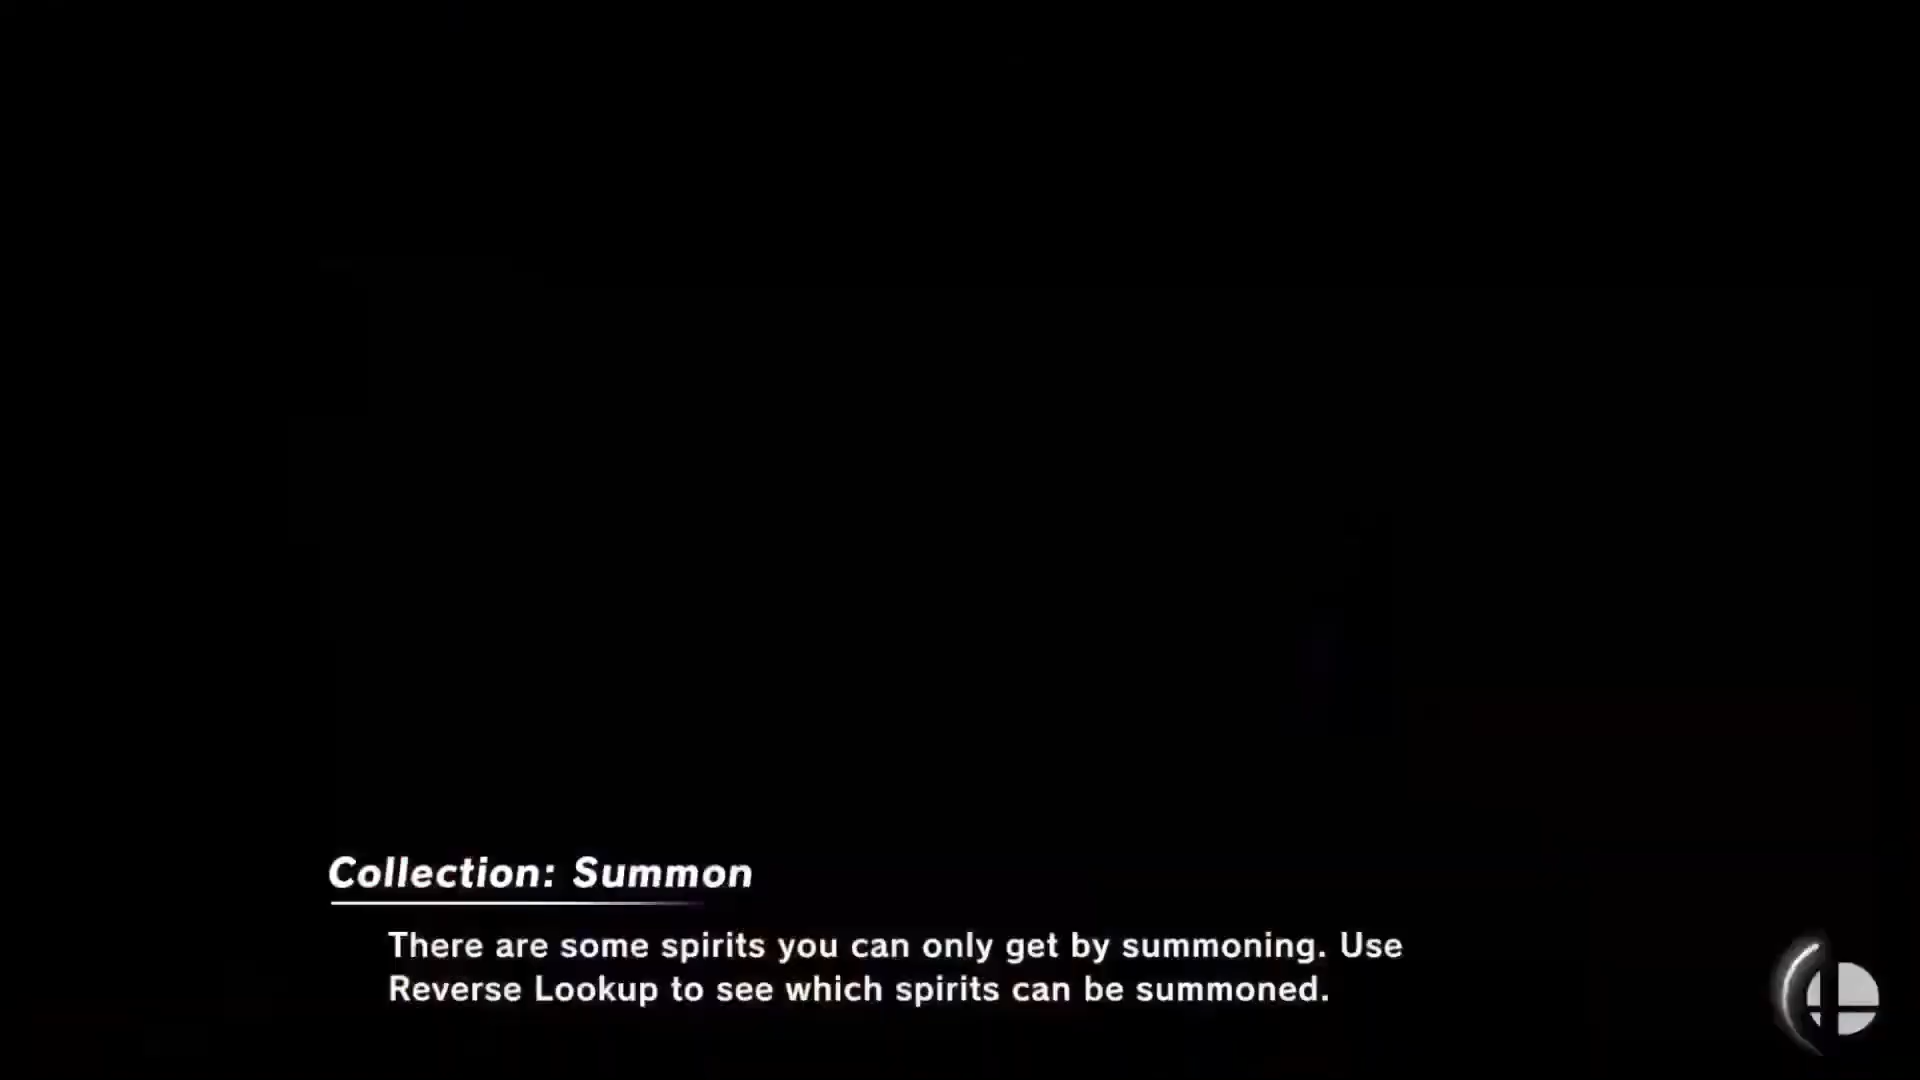 Collection: Summon
There are some spirits you can only get by summoning. Use
Reverse Lookup to see which spirits can be summoned.